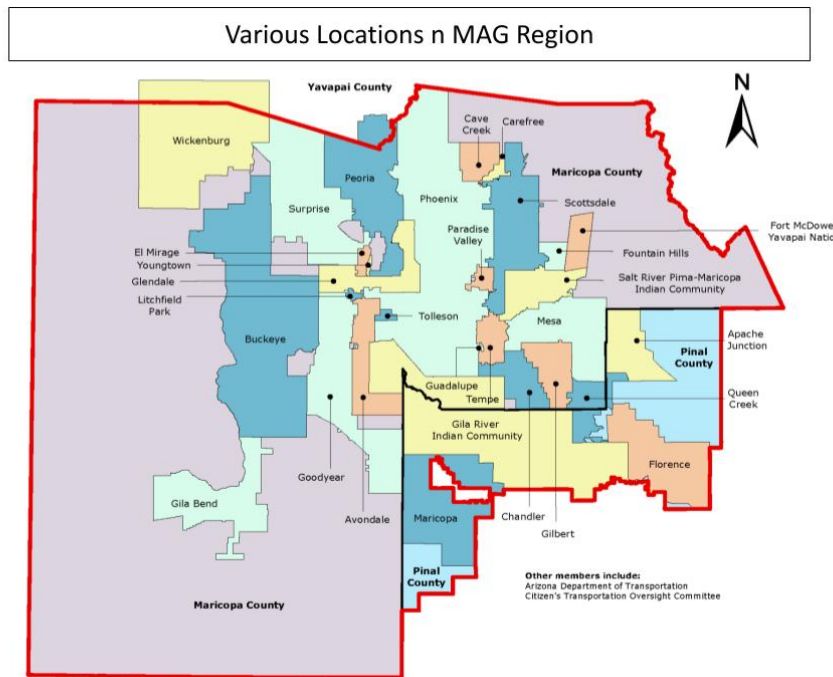 Various Locations n MAG Region
Yavapai County
N
Wickenburg
Cave
Creek
Carefree
Peoria
Maricopa
County
Phoenix
Surprise
Scottsdale
Paradise
Valley
Fort McDowe
Yavapai Natio
El Mirage
Youngtown
Fountain Hills
Glendale
Salt River Pima-Maricopa
Indian Community
Litchfield
Park
Tolleson
Mesa
Buckeye
Apache
Junction
Pinal
County
Guadalupe
Tempe
Queen
Creek
Gila River
Indian Community
Florence
Goodyear
Gila Bend
Avondale
Maricopa
Chandler
Gilbert
Pinal
County
Other members include:
Arizona Department of Transportation
Citizen's Transportation Oversight Committee
Maricopa County